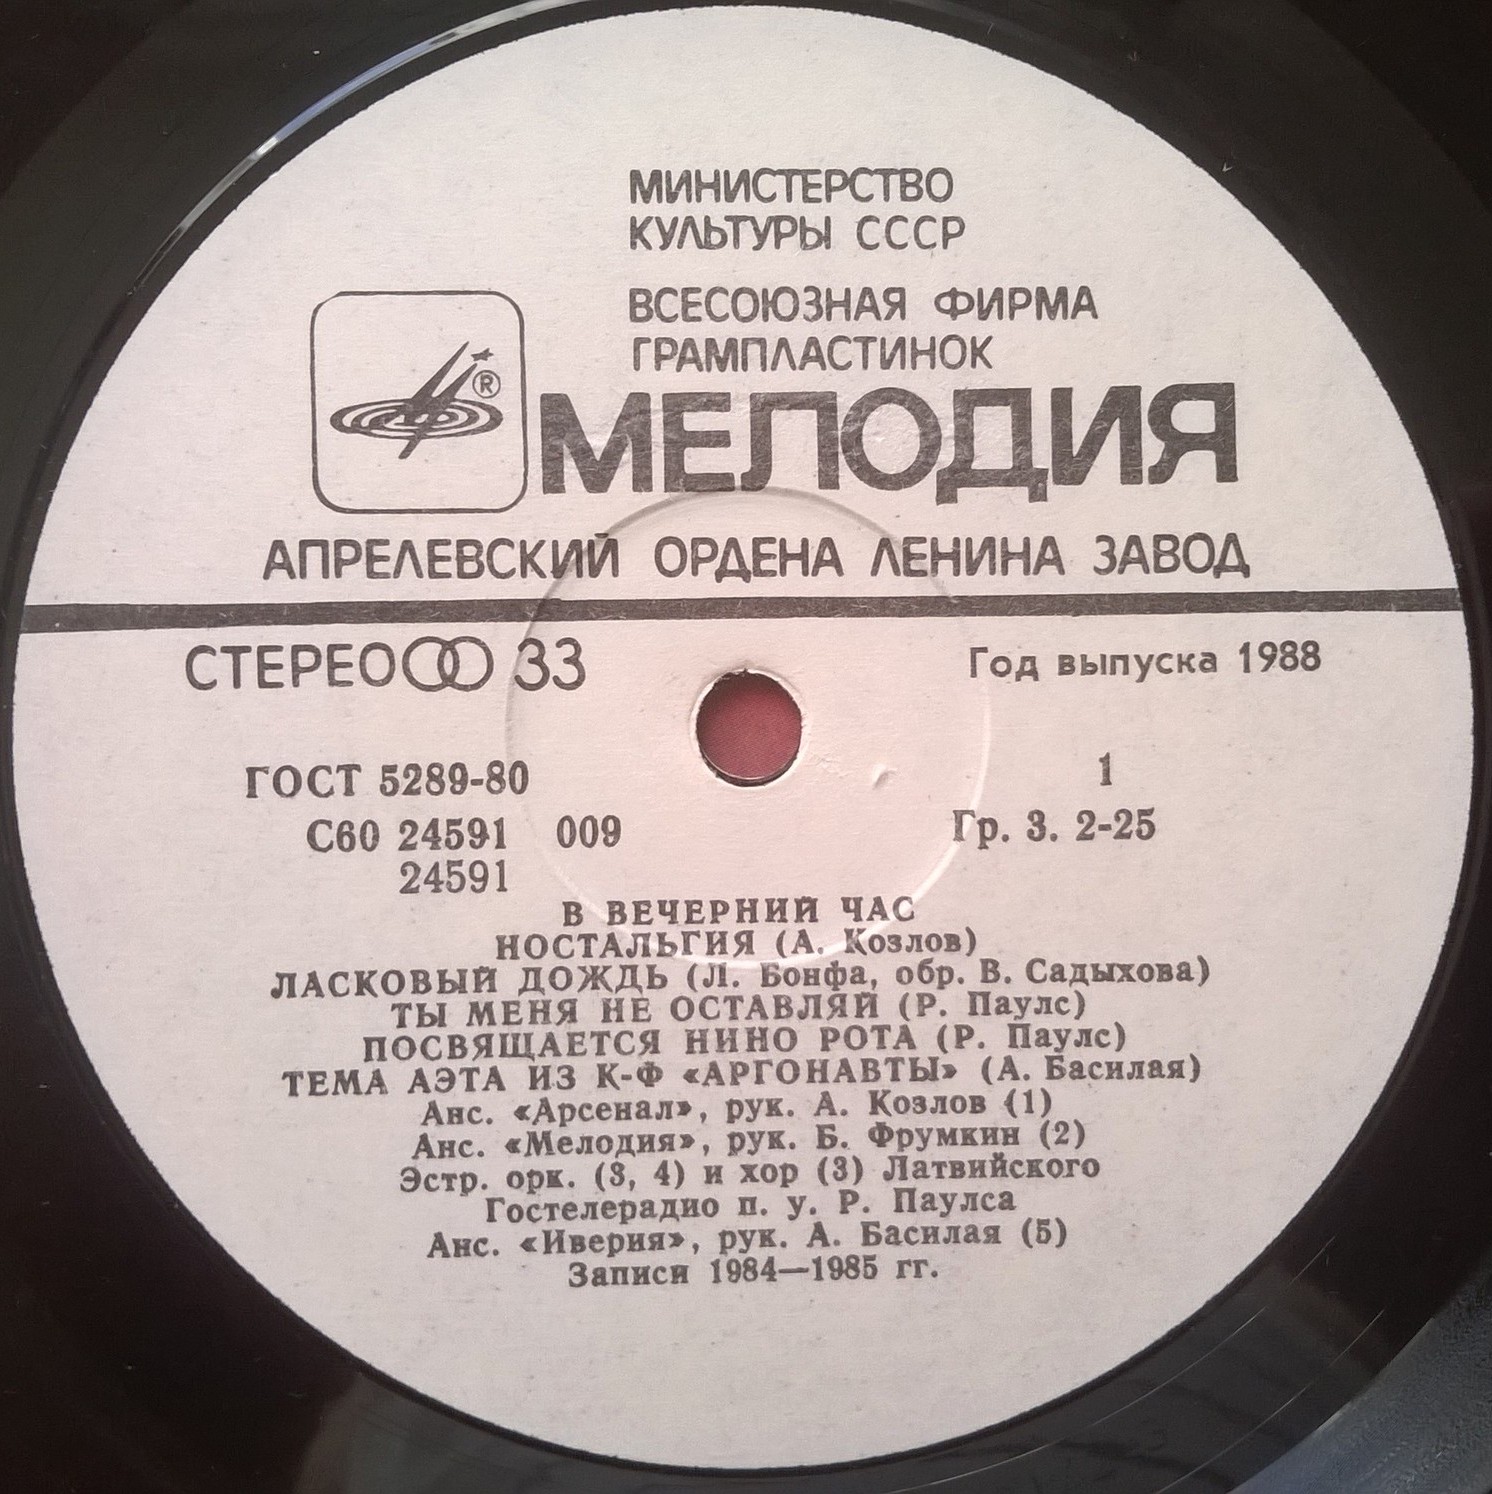 МИНИСТЕРСТВО
КУЛЬТУРЫ СССР
ВСЕСОЮЗНАЯ ФИРМА
ГРАМПЛАСТИНОК
®
МЕЛОДИЯ
АПРЕЛЕВСКИЙ ОРДЕНА ЛЕНИНА ЗАВОД
СТЕРЕО 33
Год выпуска 1988
ГОСТ 5289-80
1
С60 24591 009
Гр. 3. 2-25
24591
В ВЕЧЕРНИЙ ЧАС
НОСТАЛЬГИЯ (А. Козлов)
ЛАСКОВЫЙ ДОЖДЬ (Л. Бонфа, обр. В. Садыхова)
ТЫ МЕНЯ НЕ ОСТАВЛЯЙ (Р. Паулс)
ПОСВЯЩАЕТСЯ НИНО РОТА (Р. Паулс)
ТЕМА АЭТА ИЗ К-Ф «АРГОНАВТЫ» (А. Басилая)
Анс. «Арсенал», рук. А. Козлов (1)
Анс. «Мелодия», рук. Б. Фрумкин (2)
Эстр. орк. (3, 4) и хор (3) Латвийского
Гостелерадио п. у. Р. Паулса
Анс. «Иверия», рук. А. Басилая (5)
Записи 1984—1985 гг.